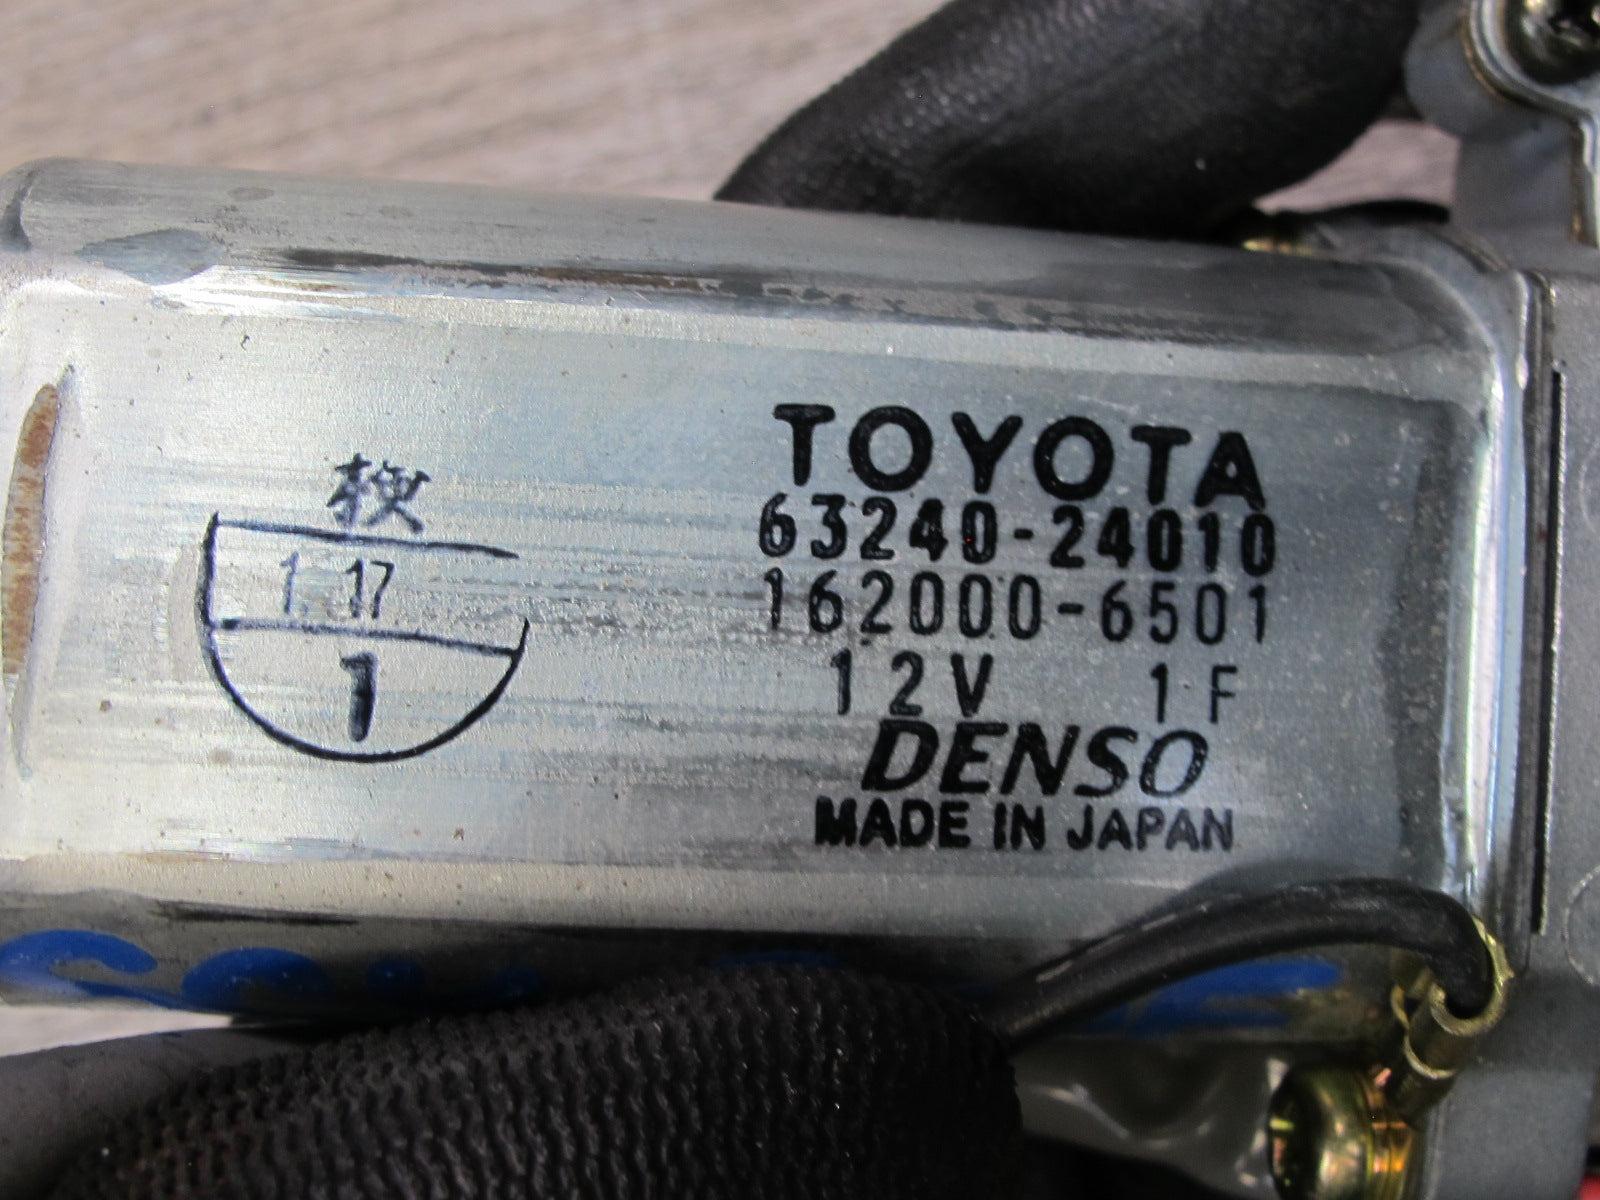 検
1.17
1
TOYOTA
63240-24010
162000-6501
12V 1F
DENSO
MADE IN JAPAN